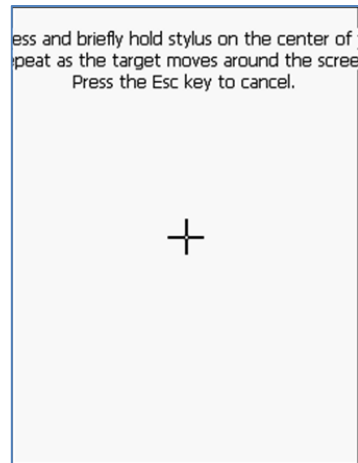 ess and briefly hold stylus on the center of
peat as the target moves around the scree
Press the Esc key to cancel.